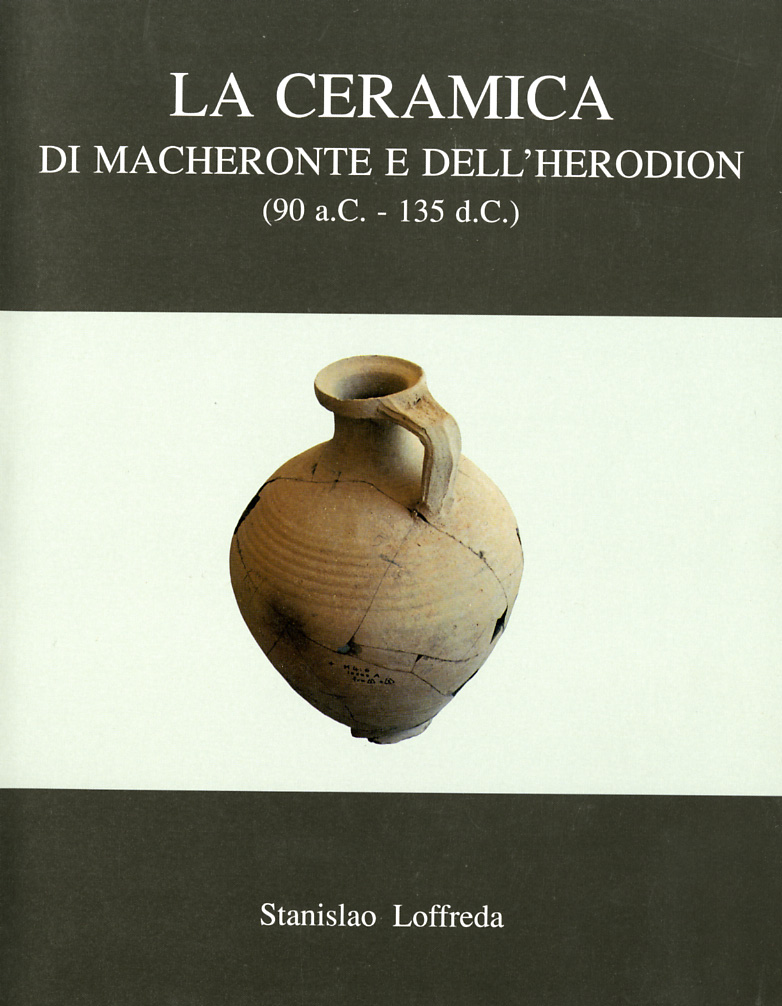 LA CERAMICA
DI MACHERONTE E DELL'HERODION
(90 a.C. - 135 d.C.)
Stanislao Loffreda